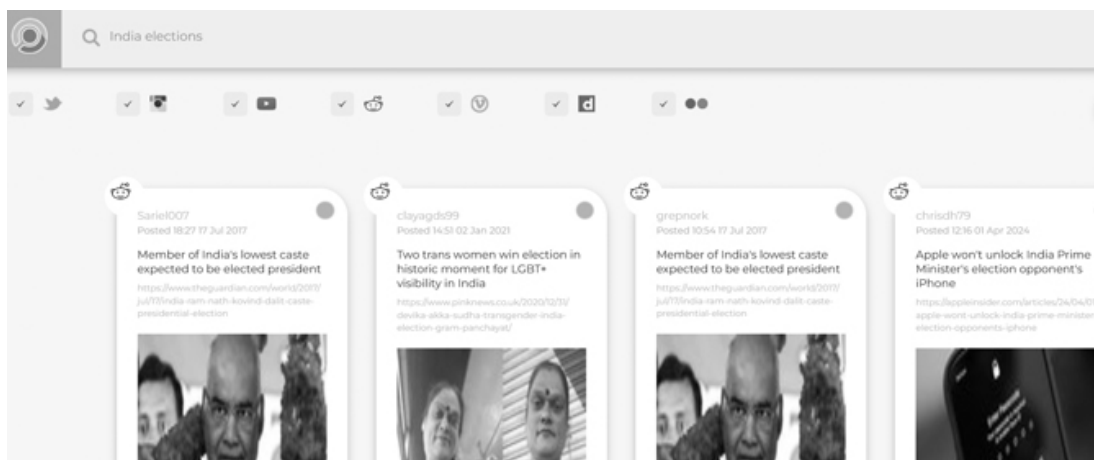 India elections
Sariel007
Posted 18:27 17 Jul 2017
Member of India's lowest caste
expected to be elected president
https://www.theguardian.com/world/2017/
jul/17/india-ram-nath-kovind-dalit-caste-
presidential-election
clayagds99
Posted 14:51 02 Jan 2021
Two trans women win election in
historic moment for LGBT+
visibility in India
https://www.pinknews.co.uk/2020/12/31/
devika-akka-sudha-transgender-india-
election-gram-panchayat/
grepnork
Posted 10:54 17 Jul 2017
Member of India's lowest caste
expected to be elected president
https://www.theguardian.com/world/2017/
jul/17/india-ram-nath-kovind-dalit-caste-
presidential-election
chrisdh79
Posted 12:16 01 Apr 2024
Apple won't unlock India Prime
Minister's election opponent's
iPhone
https://appleinsider.com/articles/24/04/01
apple-wont-unlock-india-prime-minister
election-opponents-iphone